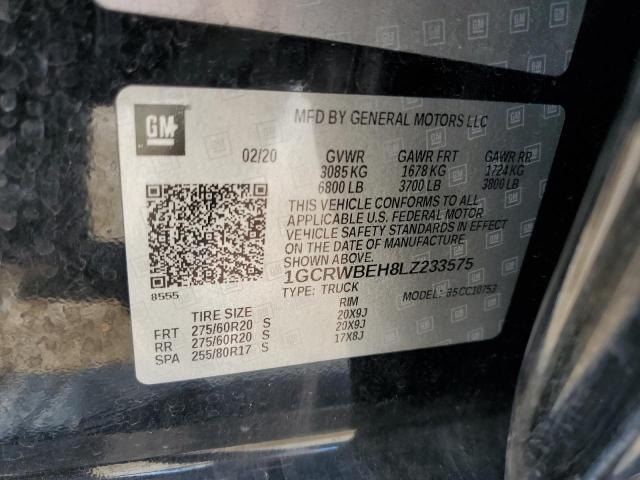 GM
MFD BY GENERAL MOTORS LLC
02/20 GVWR GAWR FRT GAWR RR
3085 KG 1678 KG 1724 KG
6800 LB 3700 LB 3800 LB
THIS VEHICLE CONFORMS TO ALL
APPLICABLE U.S. FEDERAL MOTOR
VEHICLE SAFETY STANDARDS IN EFFECT
ON THE DATE OF MANUFACTURE
SHOWN ABOVE.
1GCRWBEH8LZ233575
8555 TYPE: TRUCK MODEL: 85CC10753
TIRE SIZE RIM
FRT 275/60R20 S 20X9J
RR 275/60R20 S 20X9J
SPA 255/80R17 S 17X8J